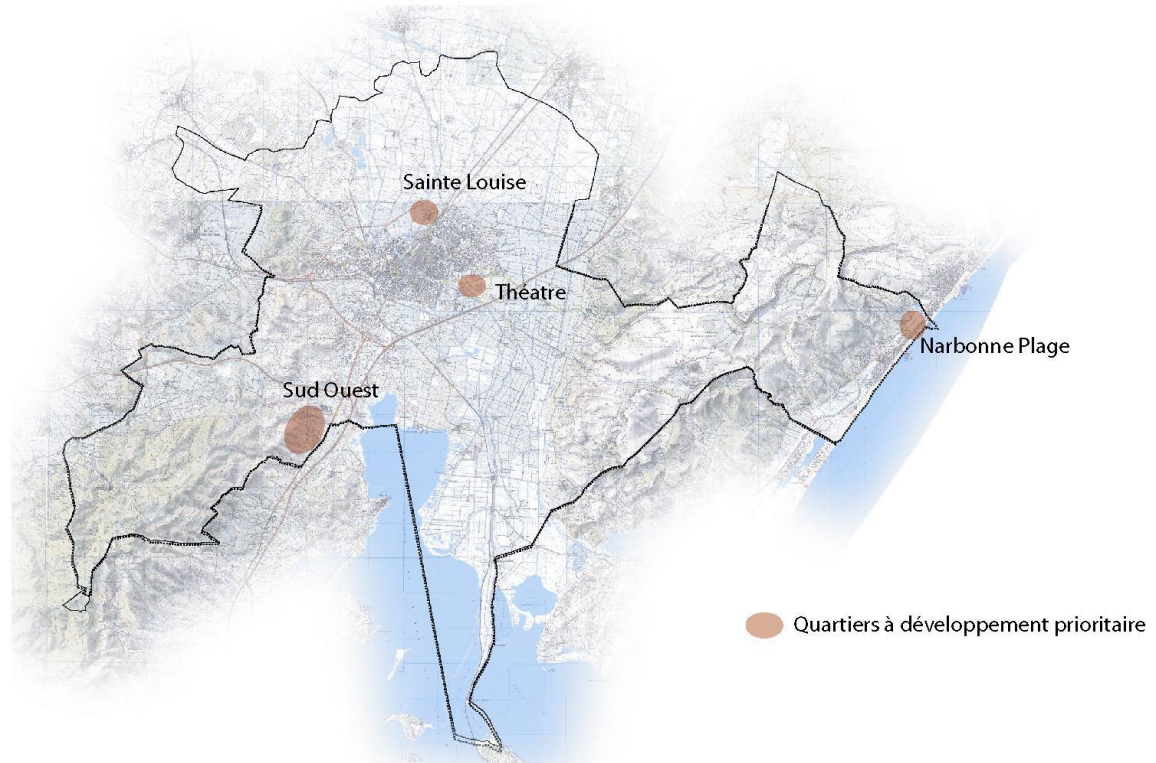 Sainte Louise
Théatre
Narbonne Plage
Sud Ouest
Quartiers à développement prioritaire